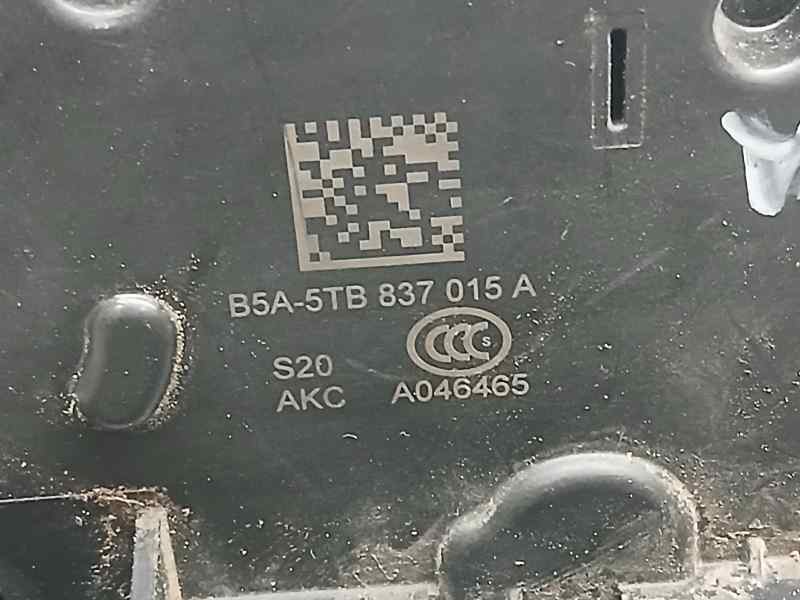 B5A-5TB 837 015 A
S20
CCC S
AKC A046465